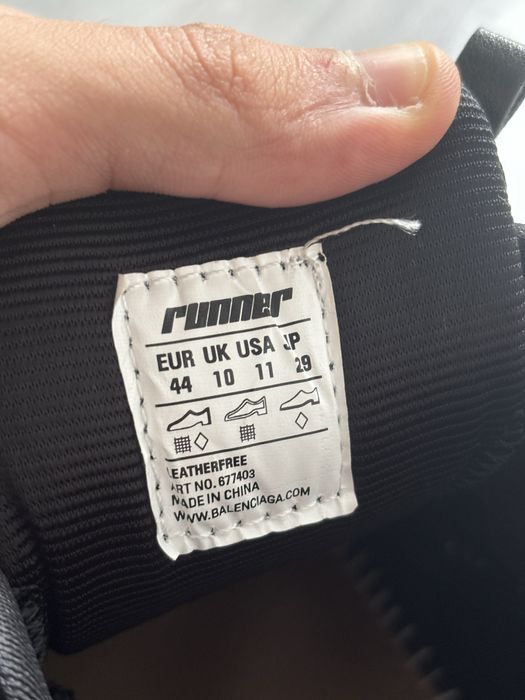 runner
EUR UK USA JP
44 10 11 29
LEATHERFREE
ART NO. 677403
MADE IN CHINA
WWW.BALENCIAGA.COM